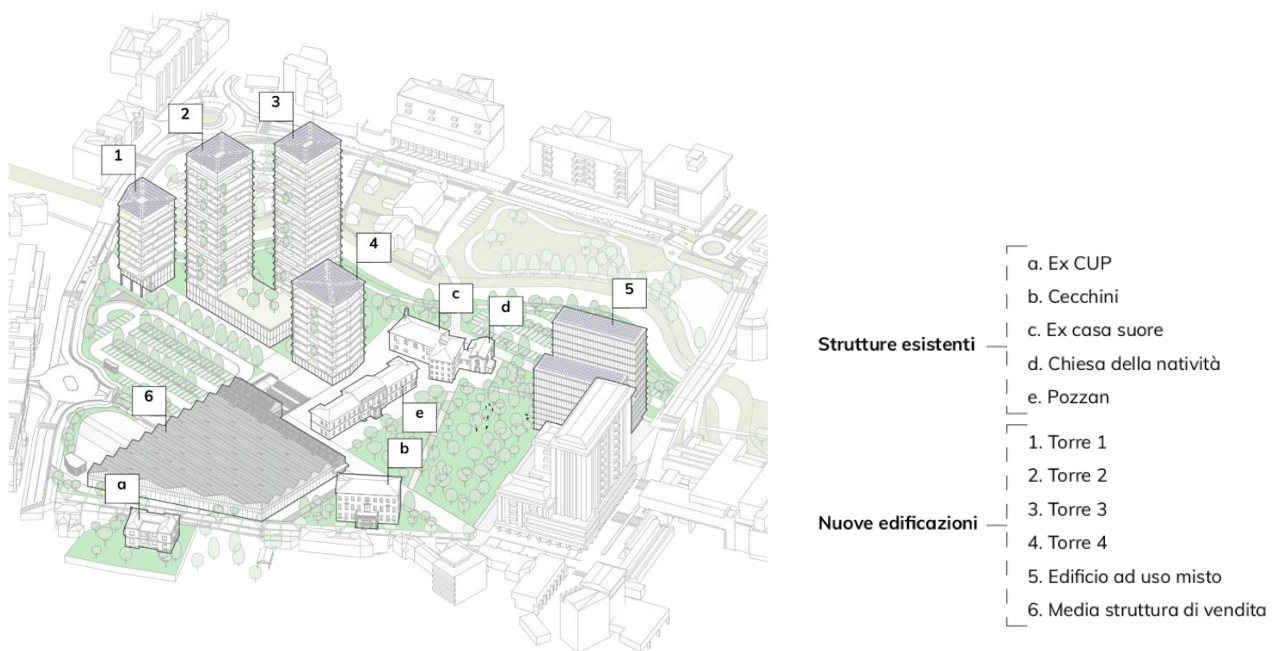 2
3
1
4
5
c
d
6
e
b
a
Strutture esistenti
a. Ex CUP
b. Cecchini
c. Ex casa suore
d. Chiesa della natività
e. Pozzan
Nuove edificazioni
1. Torre 1
2. Torre 2
3. Torre 3
4. Torre 4
5. Edificio ad uso misto
6. Media struttura di vendita